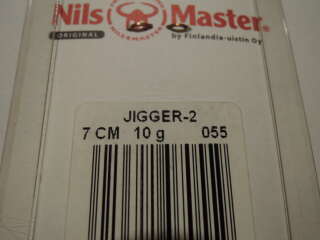 Nils Master®
ORIGINAL
by Finlandia-uistin Oy
JIGGER-2
7 CM 10 g 055